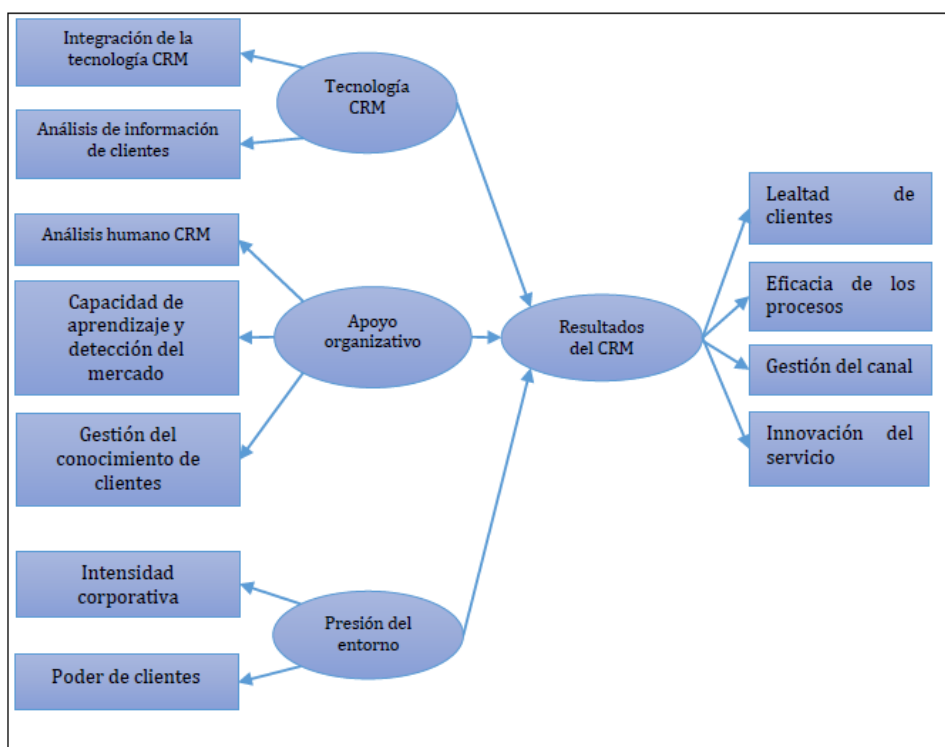 Integración de la
tecnología CRM
Tecnología
CRM
Análisis de información
de clientes
Análisis humano CRM
Capacidad de
aprendizaje y
detección del
mercado
Apoyo
organizativo
Gestión del
conocimiento de
clientes
Intensidad
corporativa
Presión del
entorno
Poder de clientes
Resultados
del CRM
Lealtad de
clientes
Eficacia de los
procesos
Gestión del canal
Innovación del
servicio